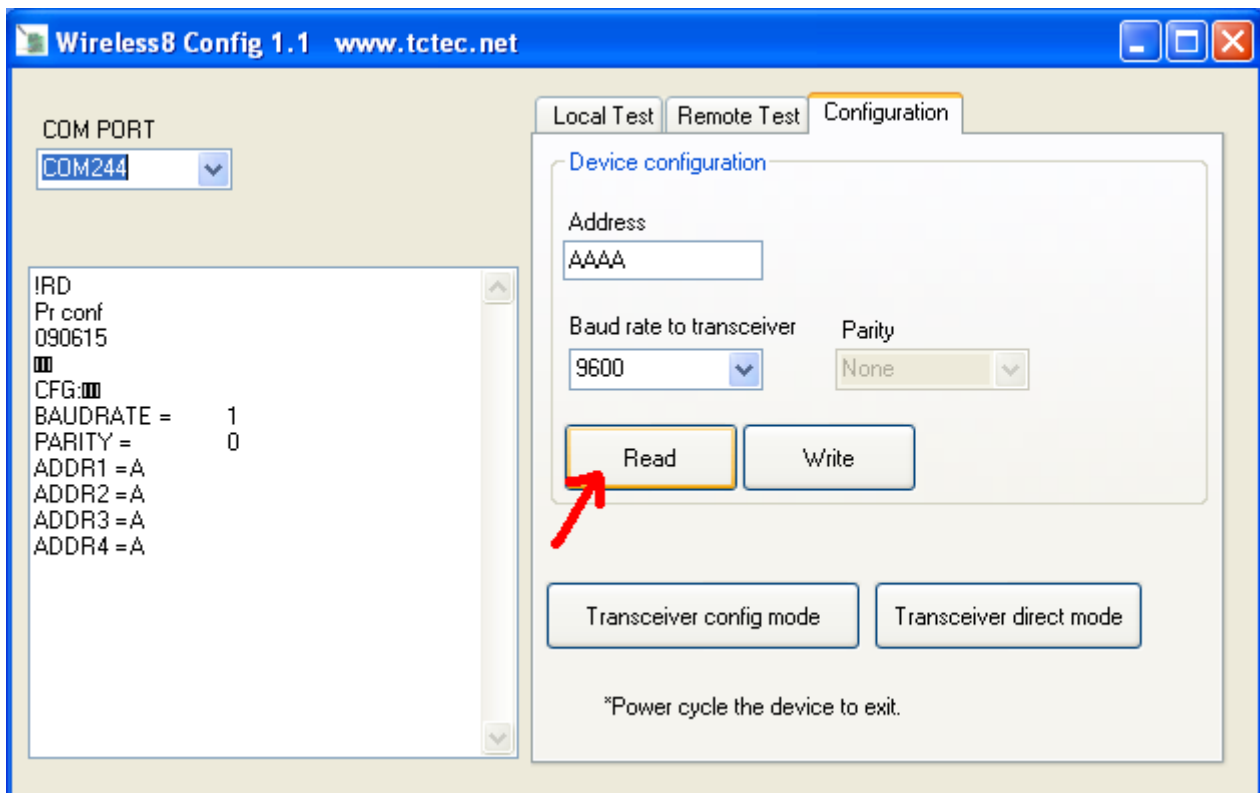 Wireless8 Config 1.1 www.tctec.net
COM PORT
COM244
!RD
Pr conf
090615
CFG:
BAUDRATE = 1
PARITY = 0
ADDR1 =A
ADDR2 =A
ADDR3 =A
ADDR4 =A
Local Test Remote Test Configuration
Device configuration
Address
AAAA
Baud rate to transceiver Parity
9600 None
Read Write
Transceiver config mode Transceiver direct mode
*Power cycle the device to exit.